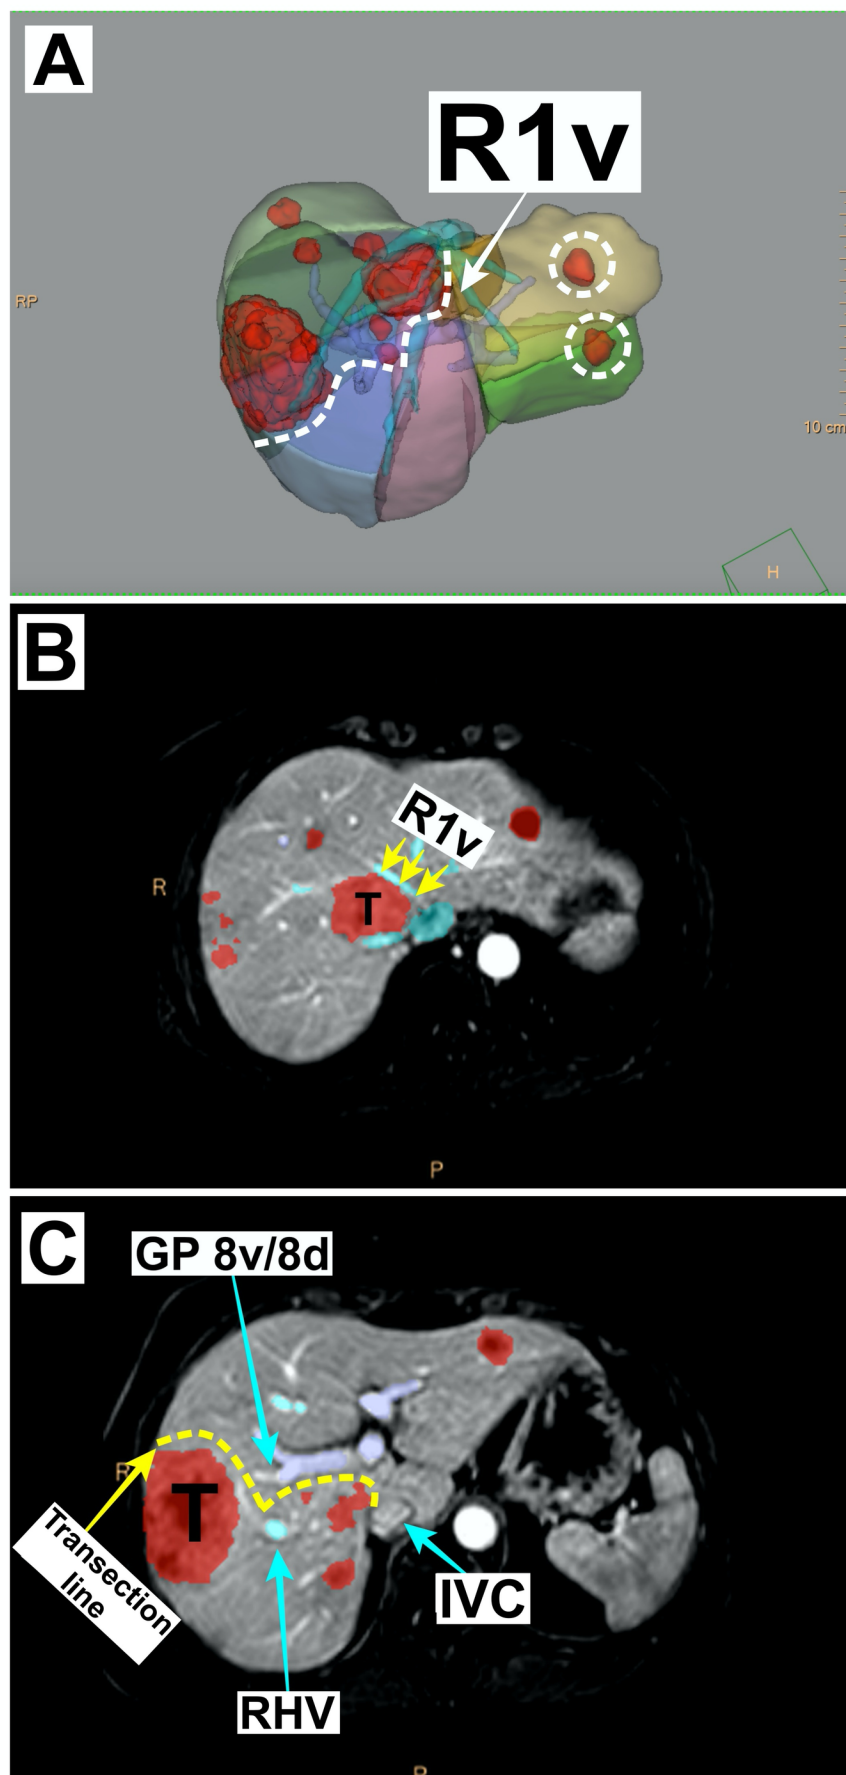 A
R1v
RP
10 cm
H
B
R1v
R
T
P
C
GP 8v/8d
R
T
Transection
line
IVC
RHV